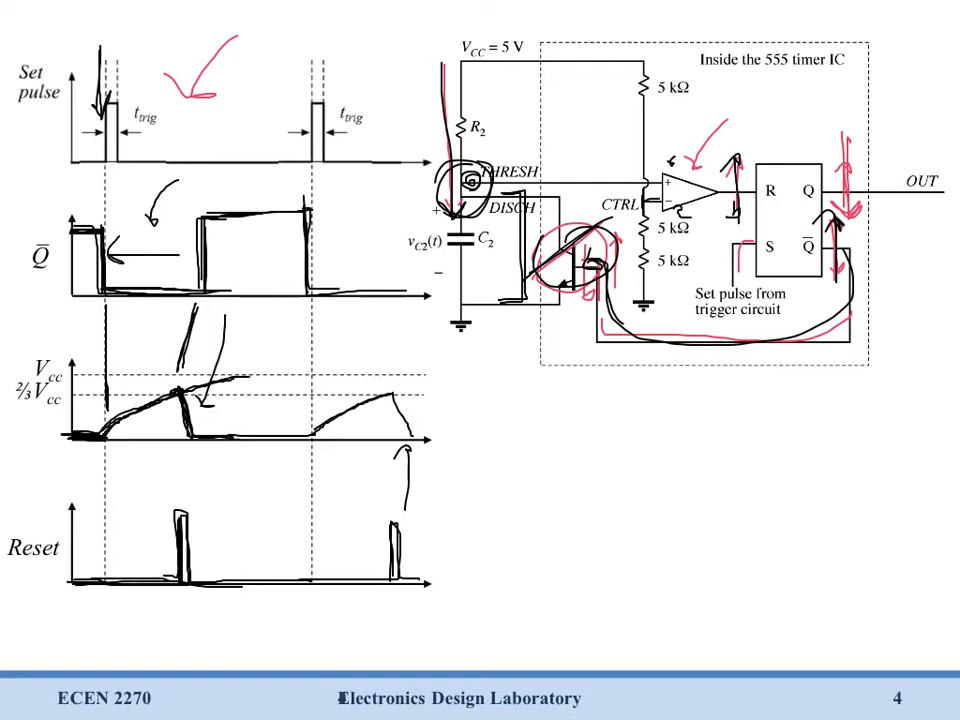 Set
pulse
t_trig
t_trig
Q̅
V_cc
⅔V_cc
Reset
V_CC = 5 V
Inside the 555 timer IC
5 kΩ
R_2
THRESH
+
−
R
Q
OUT
DISCH
CTRL
+
v_C2(t)
−
C_2
5 kΩ
5 kΩ
S
Q̅
Set pulse from
trigger circuit
ECEN 2270
Electronics Design Laboratory
4